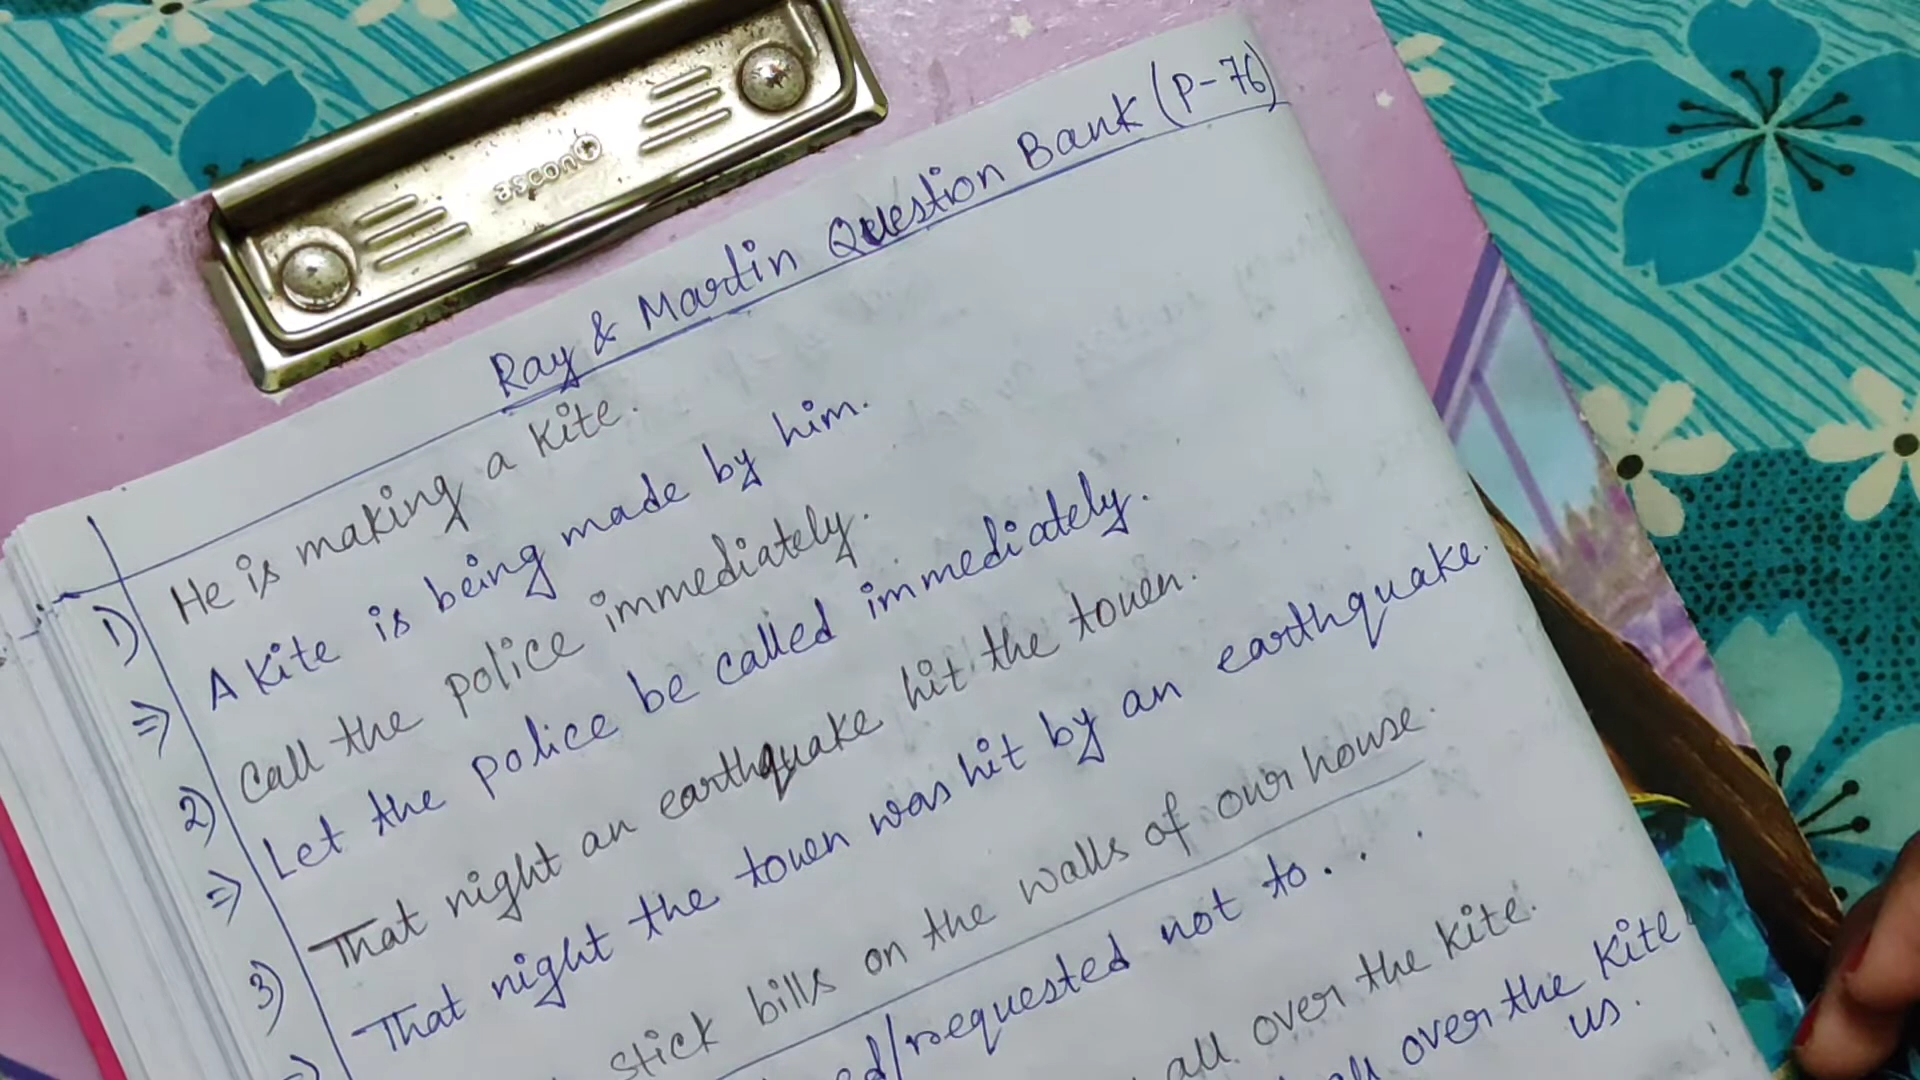 ascon
Ray & Martin Question Bank (P-76)
1) He is making a kite.
⇒ A kite is being made by him.
2) Call the police immediately.
⇒ Let the police be called immediately.
3) That night an earthquake hit the town.
⇒ That night the town was hit by an earthquake.
stick bills on the walls of our house.
/requested not to...
all over the kite.
all over the kite
us.